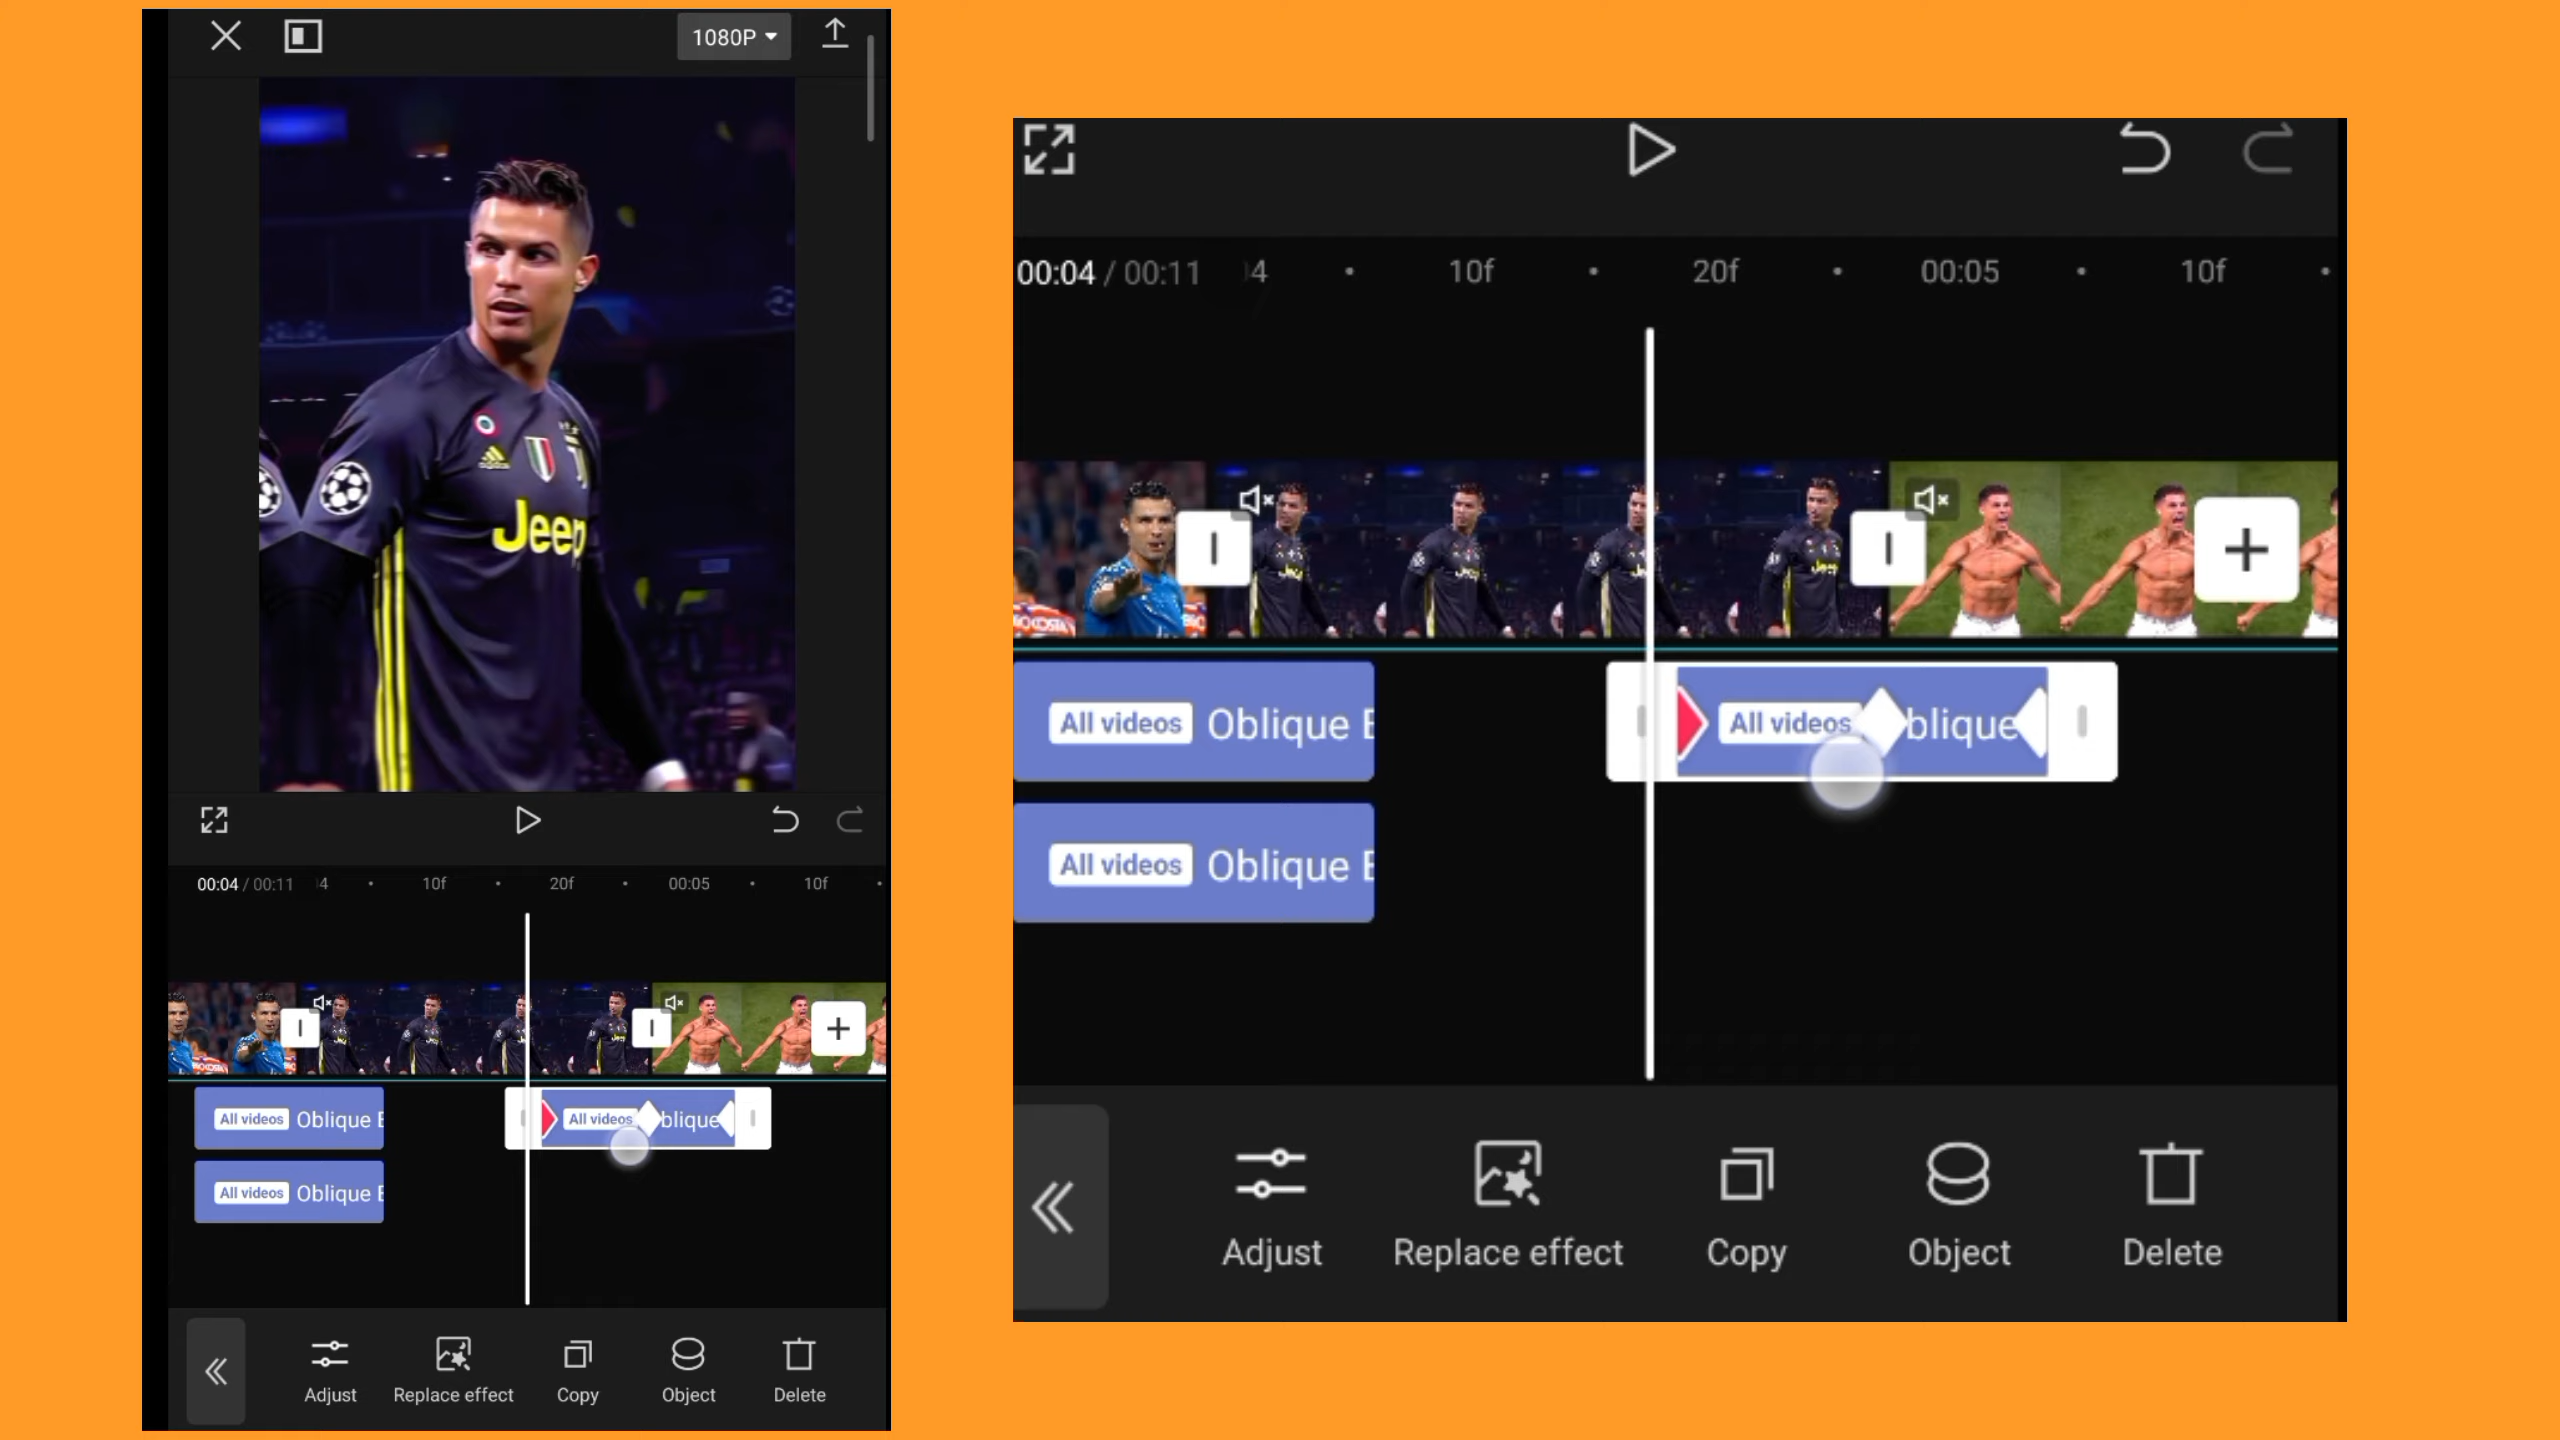 1080P
Jeep
00:04 / 00:11
10f
20f
00:05
10f
All videos Oblique
All videos blique
All videos Oblique
Adjust
Replace effect
Copy
Object
Delete
00:04 / 00:11
10f
20f
00:05
10f
All videos Oblique
All videos blique
All videos Oblique
Adjust
Replace effect
Copy
Object
Delete